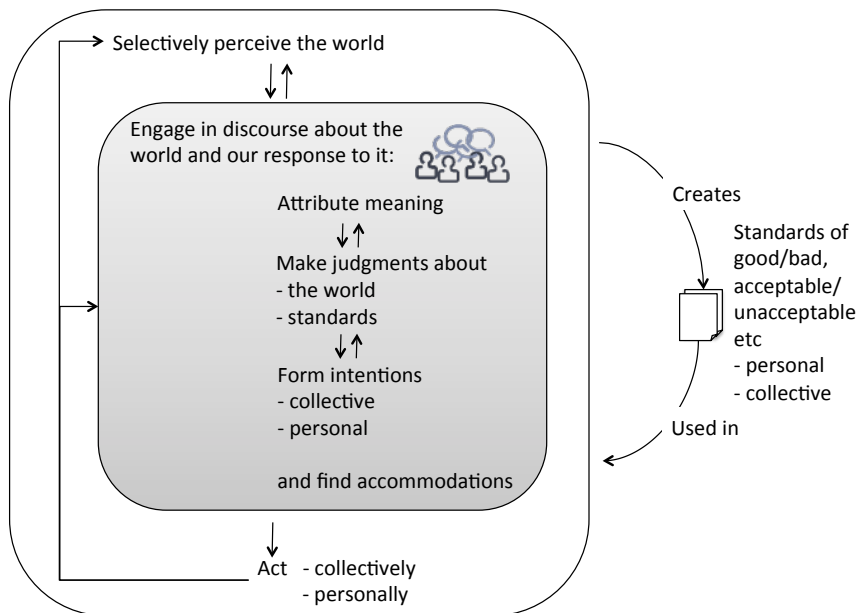 Selectively perceive the world
Engage in discourse about the
world and our response to it:
Attribute meaning
Make judgments about
- the world
- standards
Form intentions
- collective
- personal
and find accommodations
Act - collectively
- personally
Creates
Standards of
good/bad,
acceptable/
unacceptable
etc
- personal
- collective
Used in